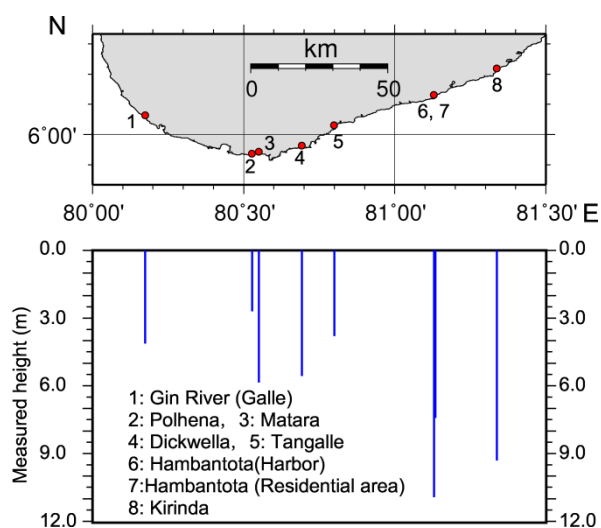 N
km
0 50
1
2
3
4
5
6, 7
8
6°00'
80°00' 80°30' 81°00' 81°30' E
Measured height (m)
0.0 0.0
3.0 3.0
6.0 6.0
9.0 9.0
12.0 12.0
1: Gin River (Galle)
2: Polhena, 3: Matara
4: Dickwella, 5: Tangalle
6: Hambantota(Harbor)
7:Hambantota (Residential area)
8: Kirinda